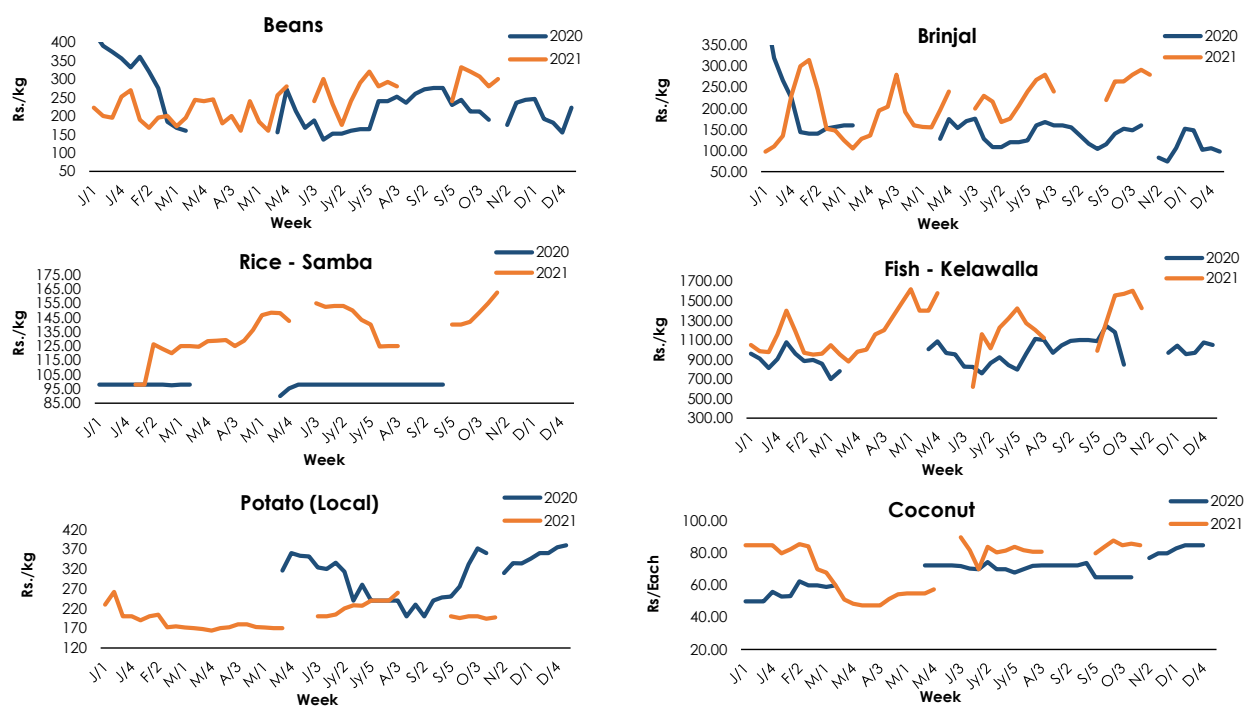 Beans
2020
2021
Rs./kg
400
350
300
250
200
150
100
50
J/1 J/4 F/2 M/1 M/4 A/3 M/1 M/4 J/3 Jy/2 Jy/5 A/3 S/2 S/5 O/3 N/2 D/1 D/4
Week
Brinjal
2020
2021
Rs./kg
350.00
300.00
250.00
200.00
150.00
100.00
50.00
J/1 J/4 F/2 M/1 M/4 A/3 M/1 M/4 J/3 Jy/2 Jy/5 A/3 S/2 S/5 O/3 N/2 D/1 D/4
Week
Rice - Samba
2020
2021
Rs./kg
175.00
165.00
155.00
145.00
135.00
125.00
115.00
105.00
95.00
85.00
J/1 J/4 F/2 M/1 M/4 A/3 M/1 M/4 J/3 Jy/2 Jy/5 A/3 S/2 S/5 O/3 N/2 D/1 D/4
Week
Fish - Kelawalla
2020
2021
Rs./kg
1700.00
1500.00
1300.00
1100.00
900.00
700.00
500.00
300.00
J/1 J/4 F/2 M/1 M/4 A/3 M/1 M/4 J/3 Jy/2 Jy/5 A/3 S/2 S/5 O/3 N/2 D/1 D/4
Week
Potato (Local)
2020
2021
Rs./kg
420
370
320
270
220
170
120
J/1 J/4 F/2 M/1 M/4 A/3 M/1 M/4 J/3 Jy/2 Jy/5 A/3 S/2 S/5 O/3 N/2 D/1 D/4
Week
Coconut
2020
2021
Rs/Each
100.00
80.00
60.00
40.00
20.00
J/1 J/4 F/2 M/1 M/4 A/3 M/1 M/4 J/3 Jy/2 Jy/5 A/3 S/2 S/5 O/3 N/2 D/1 D/4
Week